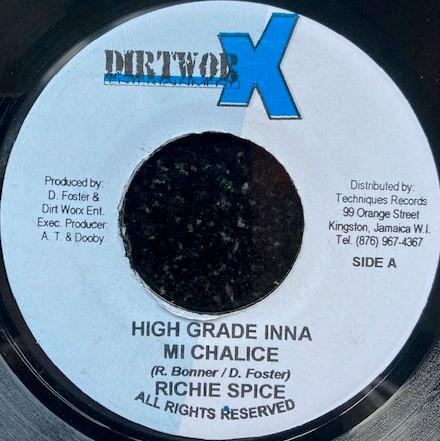 DIRTWORX
ENTERTAINMENT
Produced by:
D. Foster &
Dirt Worx Ent.
Exec. Producer:
A. T. & Dooby
Distributed by:
Techniques Records
99 Orange Street
Kingston, Jamaica W.I.
Tel. (876) 967-4367
SIDE A
HIGH GRADE INNA
MI CHALICE
(R. Bonner / D. Foster)
RICHIE SPICE
ALL RIGHTS RESERVED